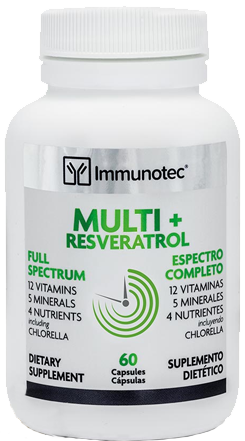 Immunotec®
MULTI +
RESVERATROL
FULL
SPECTRUM
12 VITAMINS
5 MINERALS
4 NUTRIENTS
including
CHLORELLA
ESPECTRO
COMPLETO
12 VITAMINAS
5 MINERALES
4 NUTRIENTES
incluyendo
CHLORELLA
DIETARY
SUPPLEMENT
60
Capsules
Cápsulas
SUPLEMENTO
DIETÉTICO